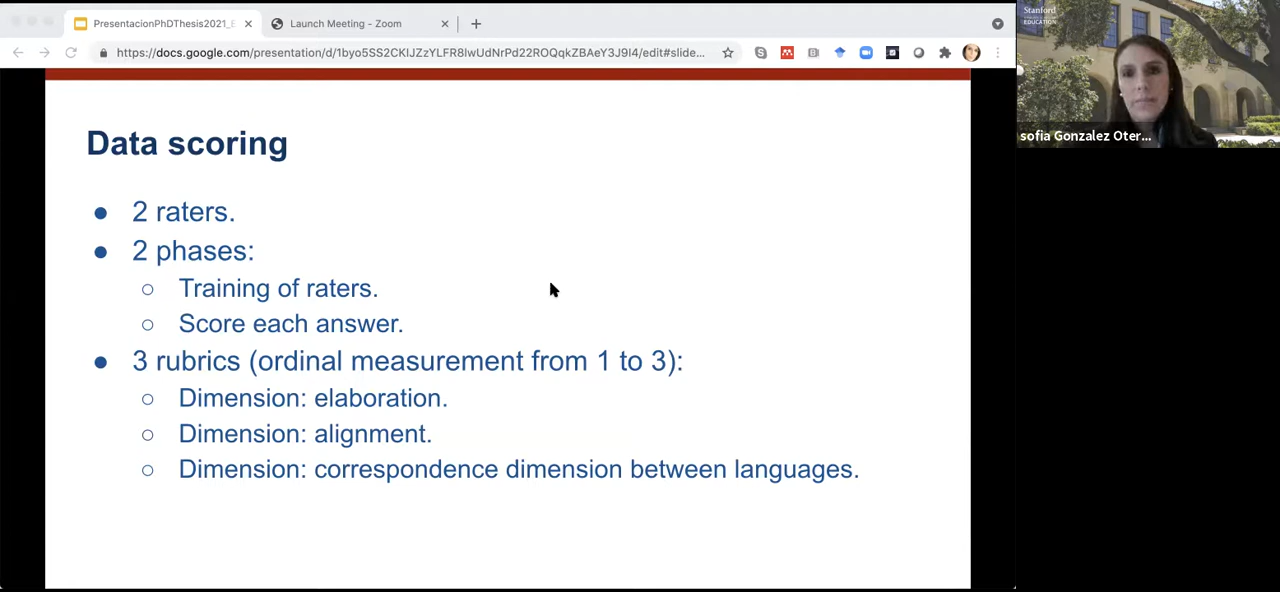 PresentacionPhDThesis2021_E
Launch Meeting - Zoom
https://docs.google.com/presentation/d/1byo5SS2CKIJZzYLFR8lwUdNrPd22ROQqkZBAeY3J9I4/edit#slide...
Stanford
EDUCATION
sofia Gonzalez Oter...
Data scoring
● 2 raters.
● 2 phases:
○ Training of raters.
○ Score each answer.
● 3 rubrics (ordinal measurement from 1 to 3):
○ Dimension: elaboration.
○ Dimension: alignment.
○ Dimension: correspondence dimension between languages.